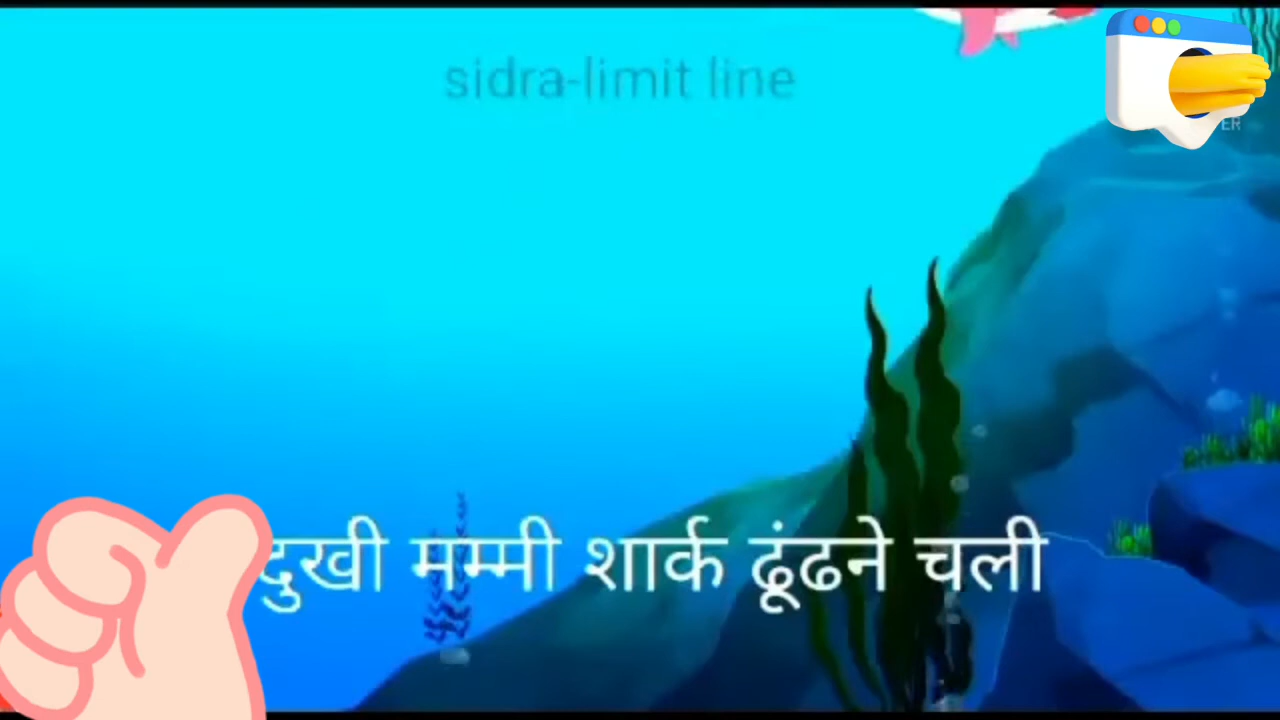 sidra-limit line
दुखी मम्मी शार्क ढूंढने चली